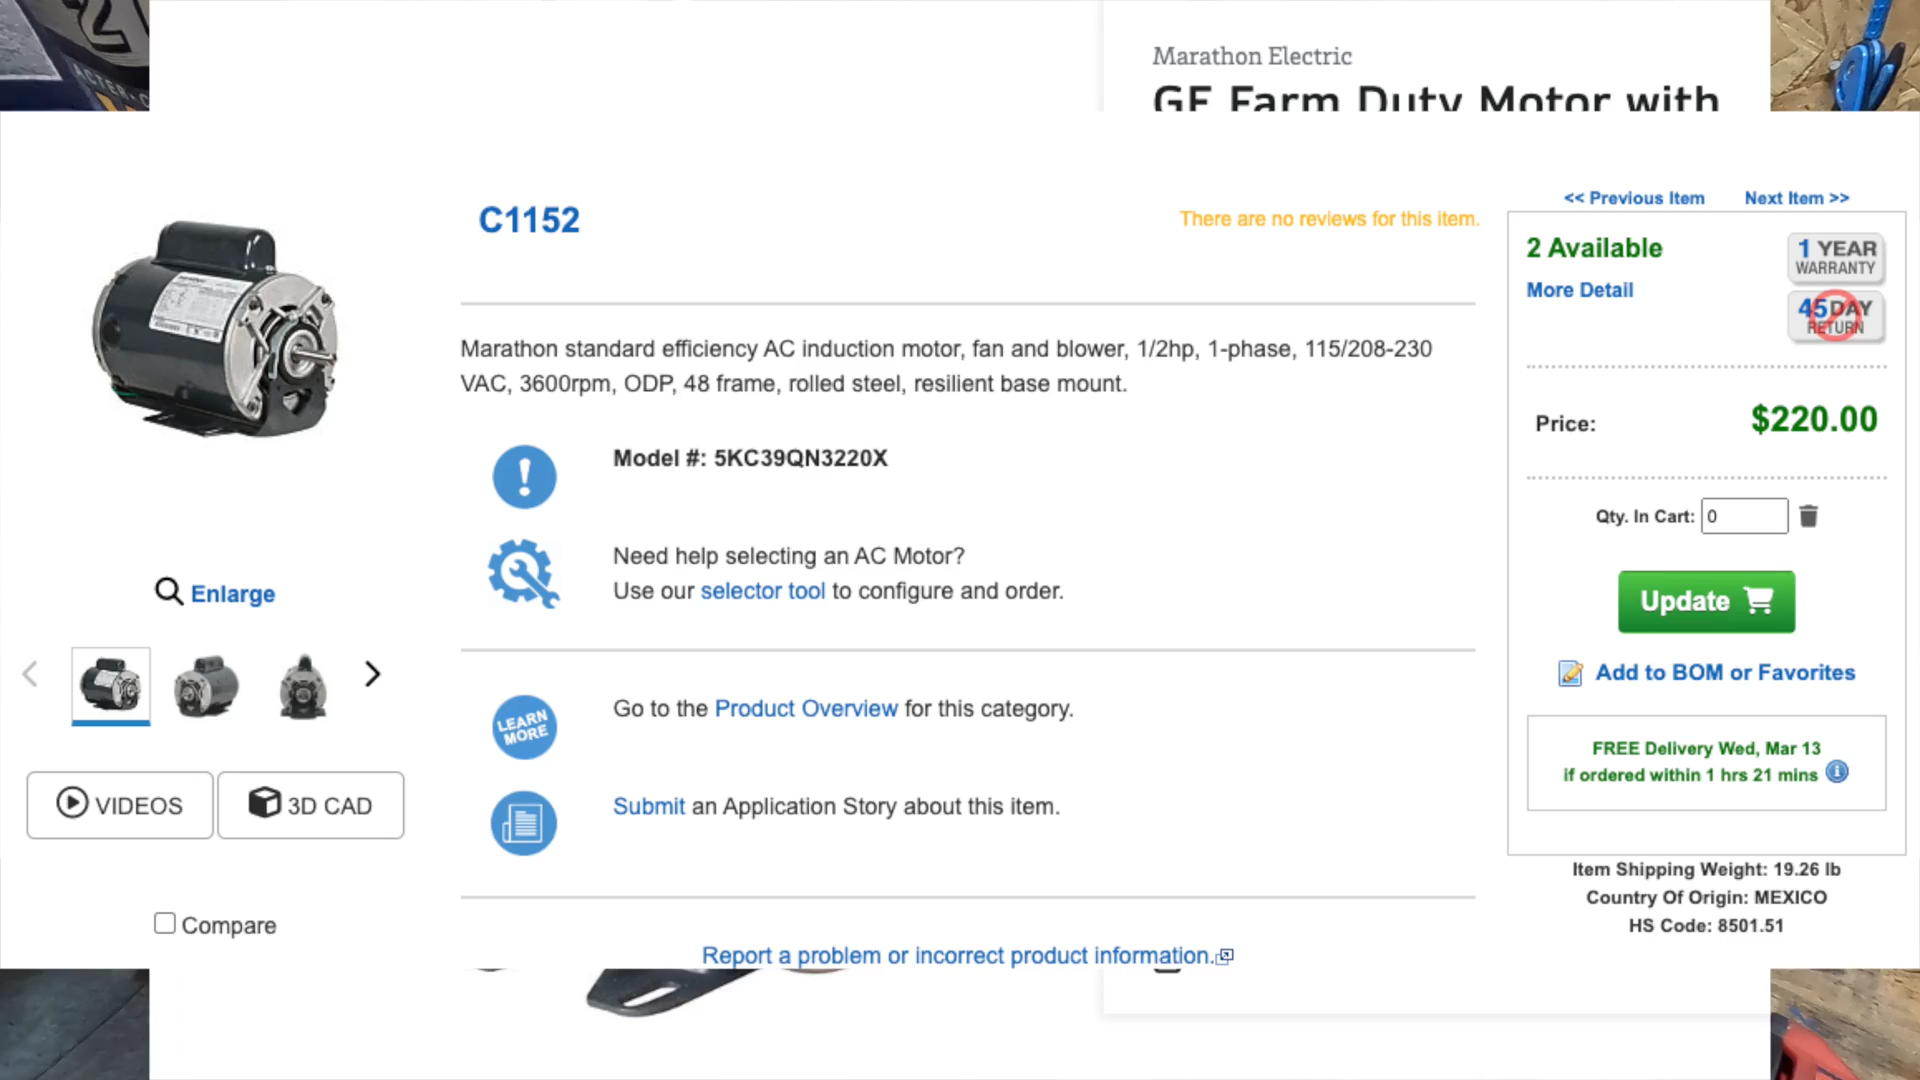 Marathon Electric
GE Farm Duty Motor with
<< Previous Item
Next Item >>
C1152
There are no reviews for this item.
2 Available
More Detail
1 YEAR
WARRANTY
45 DAY
RETURN
Marathon standard efficiency AC induction motor, fan and blower, 1/2hp, 1-phase, 115/208-230
VAC, 3600rpm, ODP, 48 frame, rolled steel, resilient base mount.
Price:
$220.00
Model #: 5KC39QN3220X
Qty. In Cart: 0
Need help selecting an AC Motor?
Use our selector tool to configure and order.
Update
Enlarge
Add to BOM or Favorites
LEARN
MORE
Go to the Product Overview for this category.
FREE Delivery Wed, Mar 13
if ordered within 1 hrs 21 mins
VIDEOS
3D CAD
Submit an Application Story about this item.
Item Shipping Weight: 19.26 lb
Country Of Origin: MEXICO
HS Code: 8501.51
Compare
Report a problem or incorrect product information.